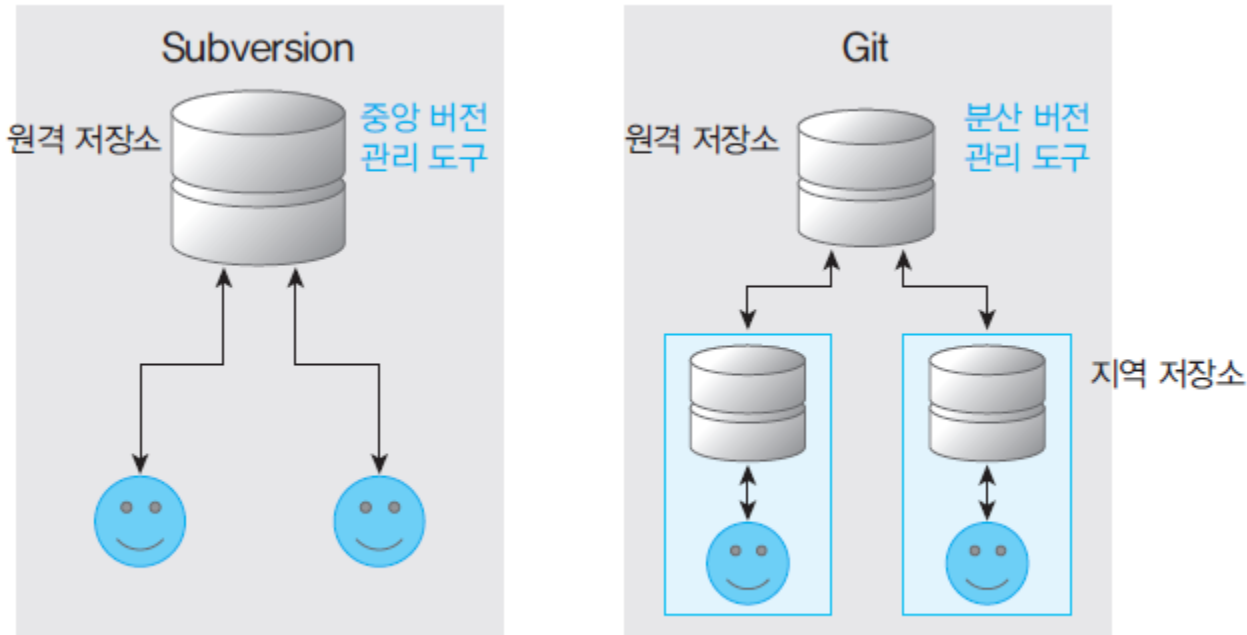 Subversion
원격 저장소
중앙 버전
관리 도구
Git
원격 저장소
분산 버전
관리 도구
지역 저장소